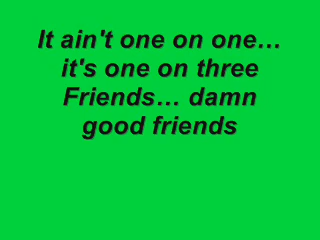 It ain't one on one…
it's one on three
Friends… damn
good friends